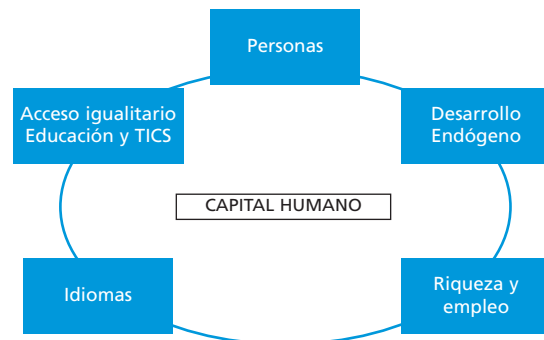 Personas
Acceso igualitario
Educación y TICS
Desarrollo
Endógeno
CAPITAL HUMANO
Idiomas
Riqueza y
empleo